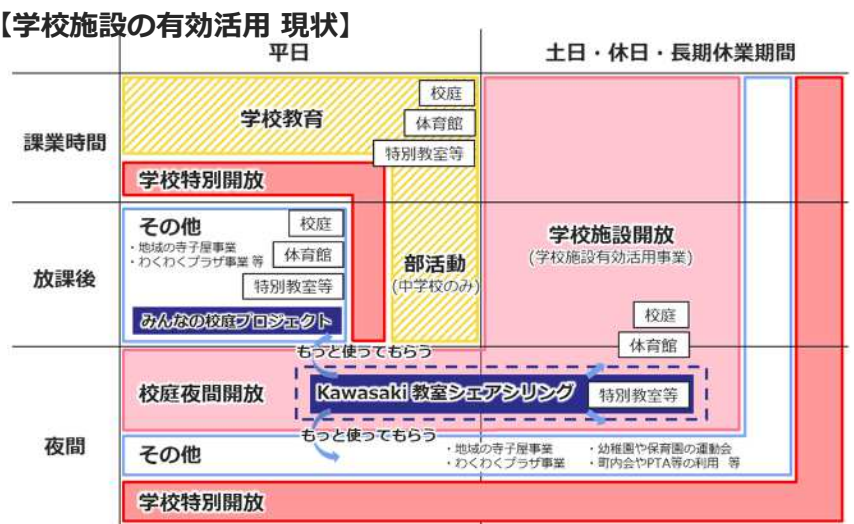 【学校施設の有効活用 現状】
平日
土日・休日・長期休業期間
課業時間
学校教育
校庭
体育館
特別教室等
学校特別開放
放課後
その他
・地域の寺子屋事業
・わくわくプラザ事業 等
校庭
体育館
特別教室等
みんなの校庭プロジェクト
部活動
(中学校のみ)
学校施設開放
(学校施設有効活用事業)
校庭
体育館
特別教室等
もっと使ってもらう
夜間
校庭夜間開放
Kawasaki 教室シェアシリング
もっと使ってもらう
その他
・地域の寺子屋事業
・わくわくプラザ事業
・幼稚園や保育園の運動会
・町内会やPTA等の利用 等
学校特別開放